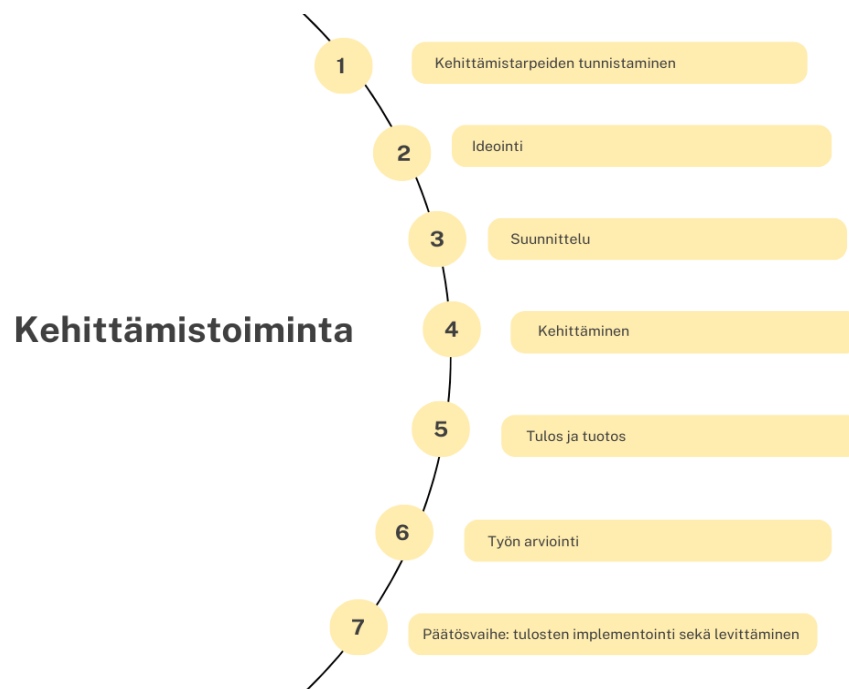 Kehittämistoiminta
1
Kehittämistarpeiden tunnistaminen
2
Ideointi
3
Suunnittelu
4
Kehittäminen
5
Tulos ja tuotos
6
Työn arviointi
7
Päätösvaihe: tulosten implementointi sekä levittäminen